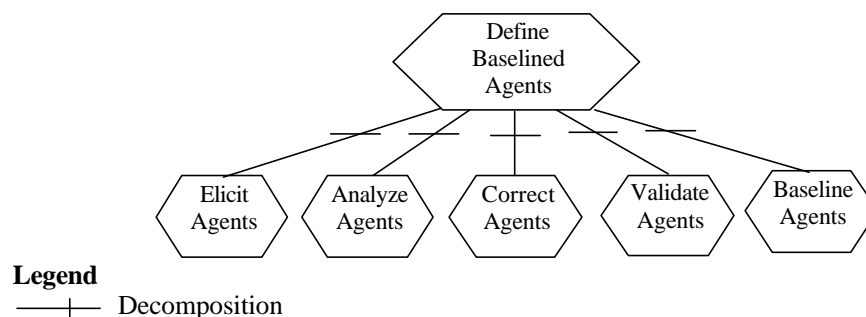 Define
Baselined
Agents
Elicit
Agents
Analyze
Agents
Correct
Agents
Validate
Agents
Baseline
Agents
Legend
Decomposition